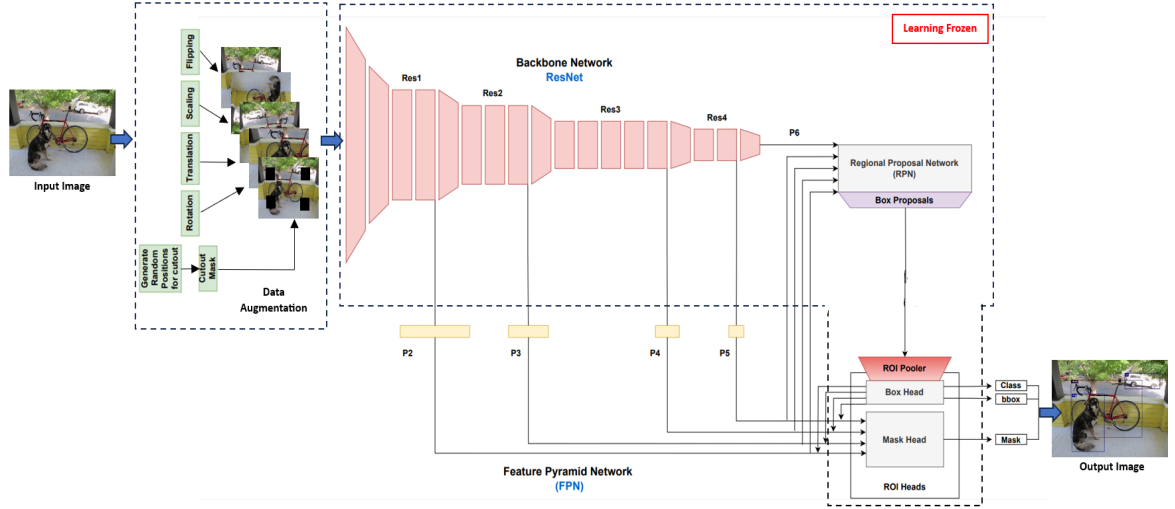 Input Image
Flipping
Scaling
Translation
Rotation
Generate
Random
Positions
for cutout
Cutout
Mask
Data
Augmentation
Learning Frozen
Backbone Network
ResNet
Res1
Res2
Res3
Res4
P6
Regional Proposal Network
(RPN)
Box Proposals
P2
P3
P4
P5
ROI Pooler
Box Head
Mask Head
ROI Heads
Class
bbox
Mask
Output Image
Feature Pyramid Network
(FPN)